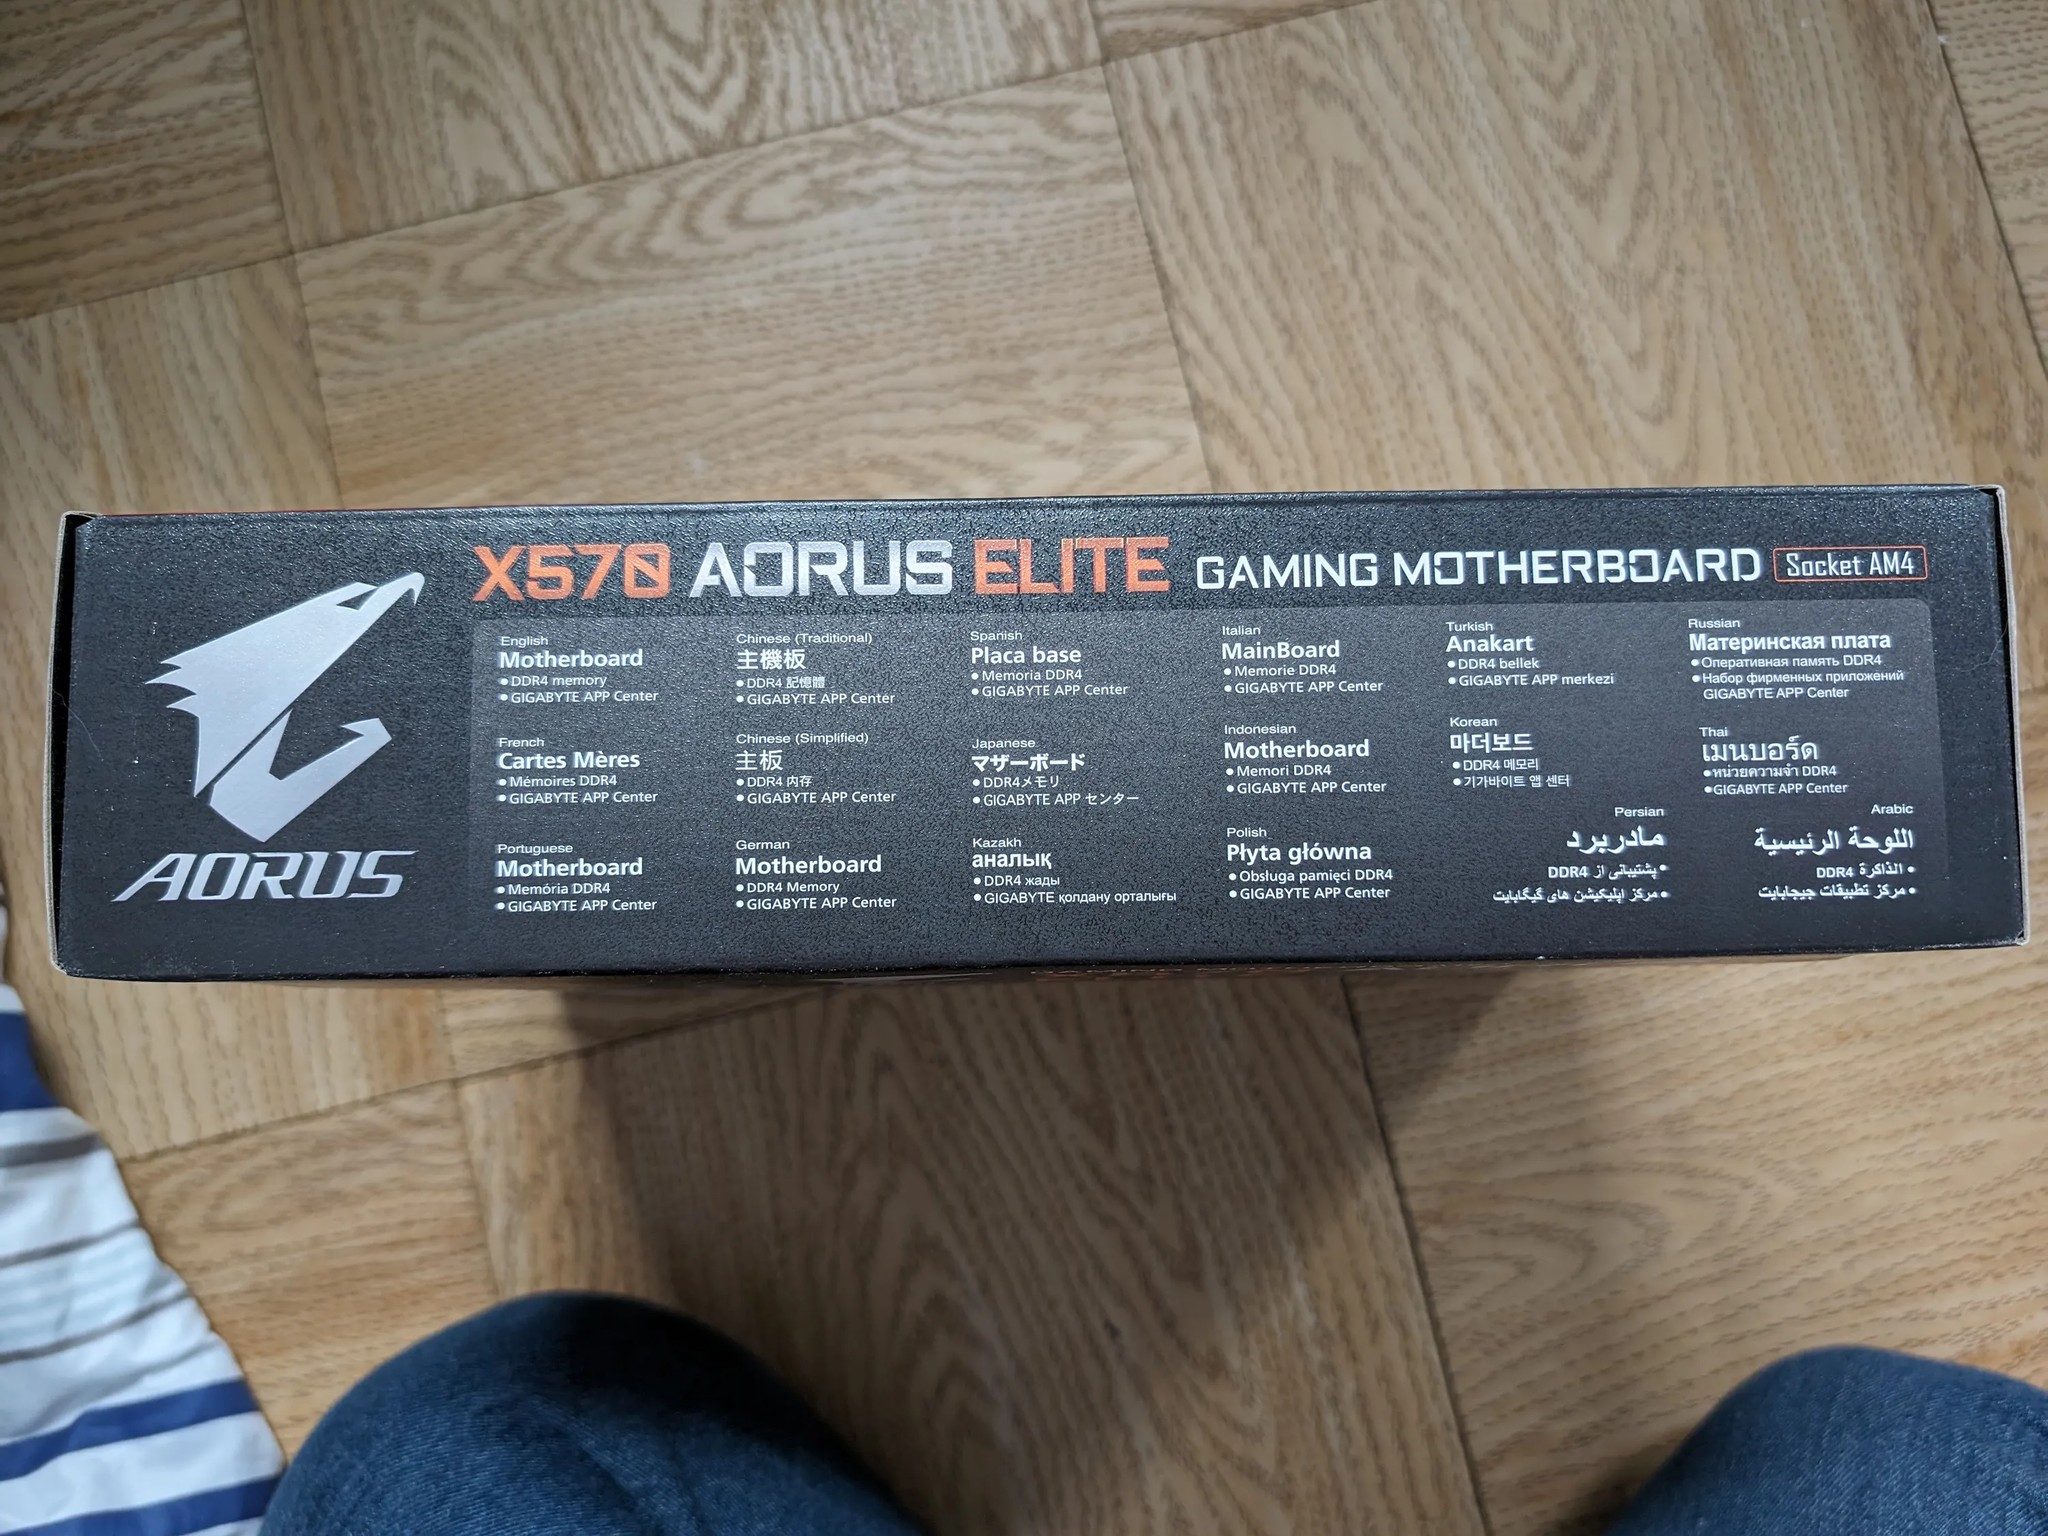 X570 AORUS ELITE GAMING MOTHERBOARD Socket AM4
AORUS
English
Motherboard
● DDR4 memory
● GIGABYTE APP Center
Chinese (Traditional)
主機板
● DDR4 記憶體
● GIGABYTE APP Center
Spanish
Placa base
● Memoria DDR4
● GIGABYTE APP Center
Italian
MainBoard
● Memorie DDR4
● GIGABYTE APP Center
Turkish
Anakart
● DDR4 bellek
● GIGABYTE APP merkezi
Russian
Материнская плата
● Оперативная память DDR4
● Набор фирменных приложений
GIGABYTE APP Center
French
Cartes Mères
● Mémoires DDR4
● GIGABYTE APP Center
Chinese (Simplified)
主板
● DDR4 内存
● GIGABYTE APP Center
Japanese
マザーボード
● DDR4メモリ
● GIGABYTE APP センター
Indonesian
Motherboard
● Memori DDR4
● GIGABYTE APP Center
Korean
마더보드
● DDR4 메모리
● 기가바이트 앱 센터
Thai
เมนบอร์ด
● หน่วยความจำ DDR4
● GIGABYTE APP Center
Portuguese
Motherboard
● Memória DDR4
● GIGABYTE APP Center
German
Motherboard
● DDR4 Memory
● GIGABYTE APP Center
Kazakh
аналық
● DDR4 жады
● GIGABYTE қолдану орталығы
Polish
Płyta główna
● Obsługa pamięci DDR4
● GIGABYTE APP Center
Persian
مادربرد
● پشتیبانی از DDR4
● مرکز اپلیکیشن های گیگابایت
Arabic
اللوحة الرئيسية
● الذاكرة DDR4
● مركز تطبيقات جيجابايت